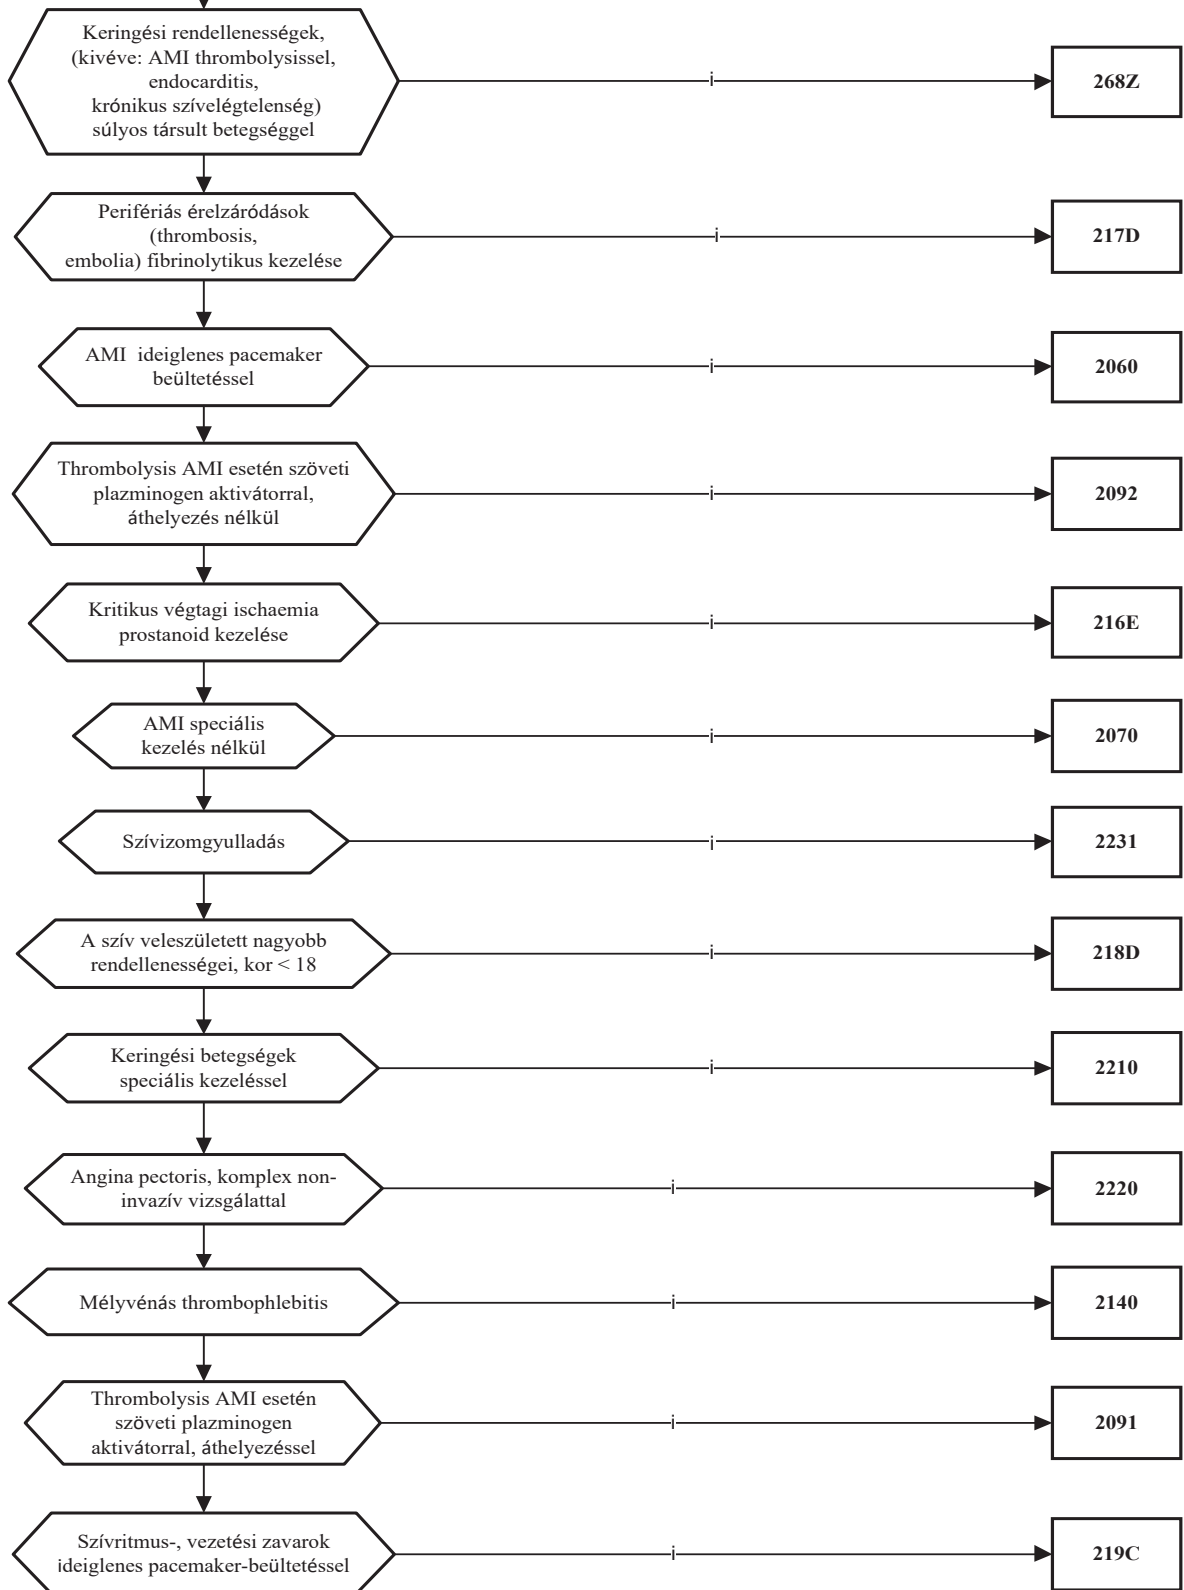 Keringési rendellenességek,
(kivéve: AMI thrombolysissel,
endocarditis,
krónikus szívelégtelenség)
súlyos társult betegséggel
i
268Z
Perifériás érelzáródások
(thrombosis,
embolia) fibrinolytikus kezelése
i
217D
AMI ideiglenes pacemaker
beültetéssel
i
2060
Thrombolysis AMI esetén szöveti
plazminogen aktivátorral,
áthelyezés nélkül
i
2092
Kritikus végtagi ischaemia
prostanoid kezelése
i
216E
AMI speciális
kezelés nélkül
i
2070
Szívizomgyulladás
i
2231
A szív veleszületett nagyobb
rendellenességei, kor < 18
i
218D
Keringési betegségek
speciális kezeléssel
i
2210
Angina pectoris, komplex non-
invazív vizsgálattal
i
2220
Mélyvénás thrombophlebitis
i
2140
Thrombolysis AMI esetén
szöveti plazminogen
aktivátorral, áthelyezéssel
i
2091
Szívritmus-, vezetési zavarok
ideiglenes pacemaker-beültetéssel
i
219C